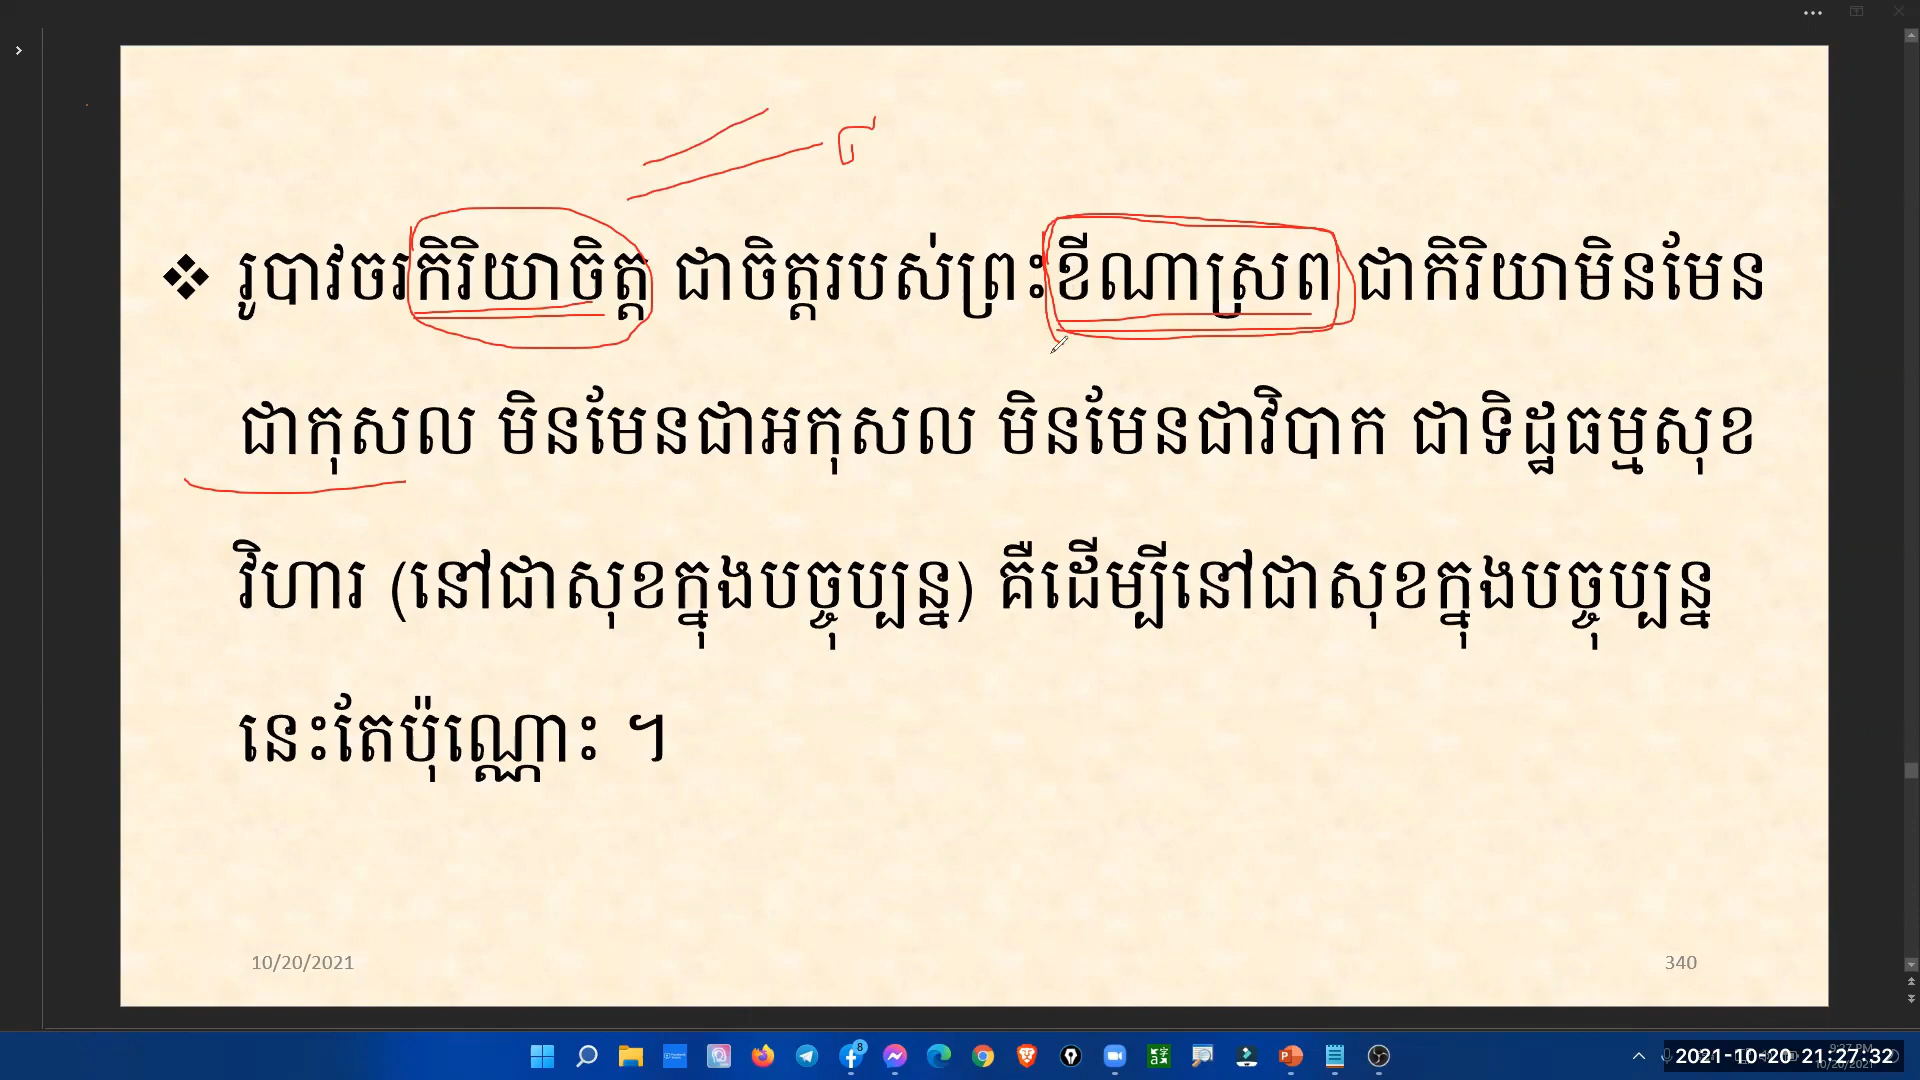 ❖ រូបាវចរកិរិយាចិត្ត ជាចិត្តរបស់ព្រះខីណាស្រព ជាកិរិយាមិនមែន
ជាកុសល មិនមែនជាអកុសល មិនមែនជាវិបាក ជាទិដ្ឋធម្មសុខ
វិហារ (នៅជាសុខក្នុងបច្ចុប្បន្ន) គឺដើម្បីនៅជាសុខក្នុងបច្ចុប្បន្ន
នេះតែប៉ុណ្ណោះ ។
10/20/2021
340
8
2021-10-20 21:27:32